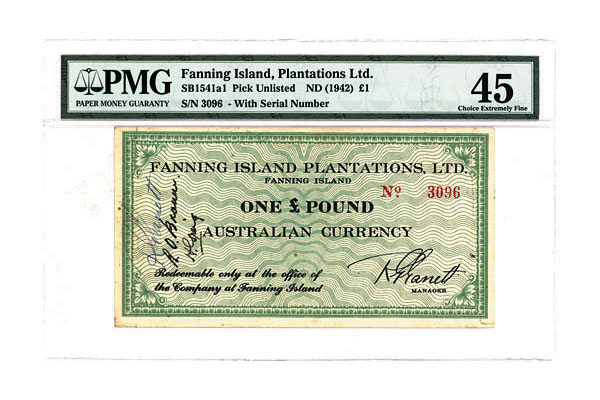 PMG
PAPER MONEY GUARANTY
Fanning Island, Plantations Ltd.
SB1541a1 Pick Unlisted ND (1942) £1
S/N 3096 - With Serial Number
45
Choice Extremely Fine
FANNING ISLAND PLANTATIONS, LTD.
FANNING ISLAND
Nº 3096
ONE £ POUND
AUSTRALIAN CURRENCY
Redeemable only at the office of
the Company at Fanning Island
MANAGER